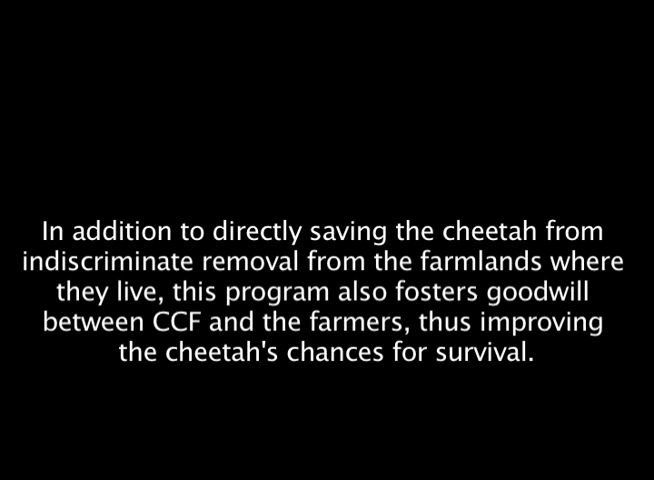 In addition to directly saving the cheetah from
indiscriminate removal from the farmlands where
they live, this program also fosters goodwill
between CCF and the farmers, thus improving
the cheetah's chances for survival.